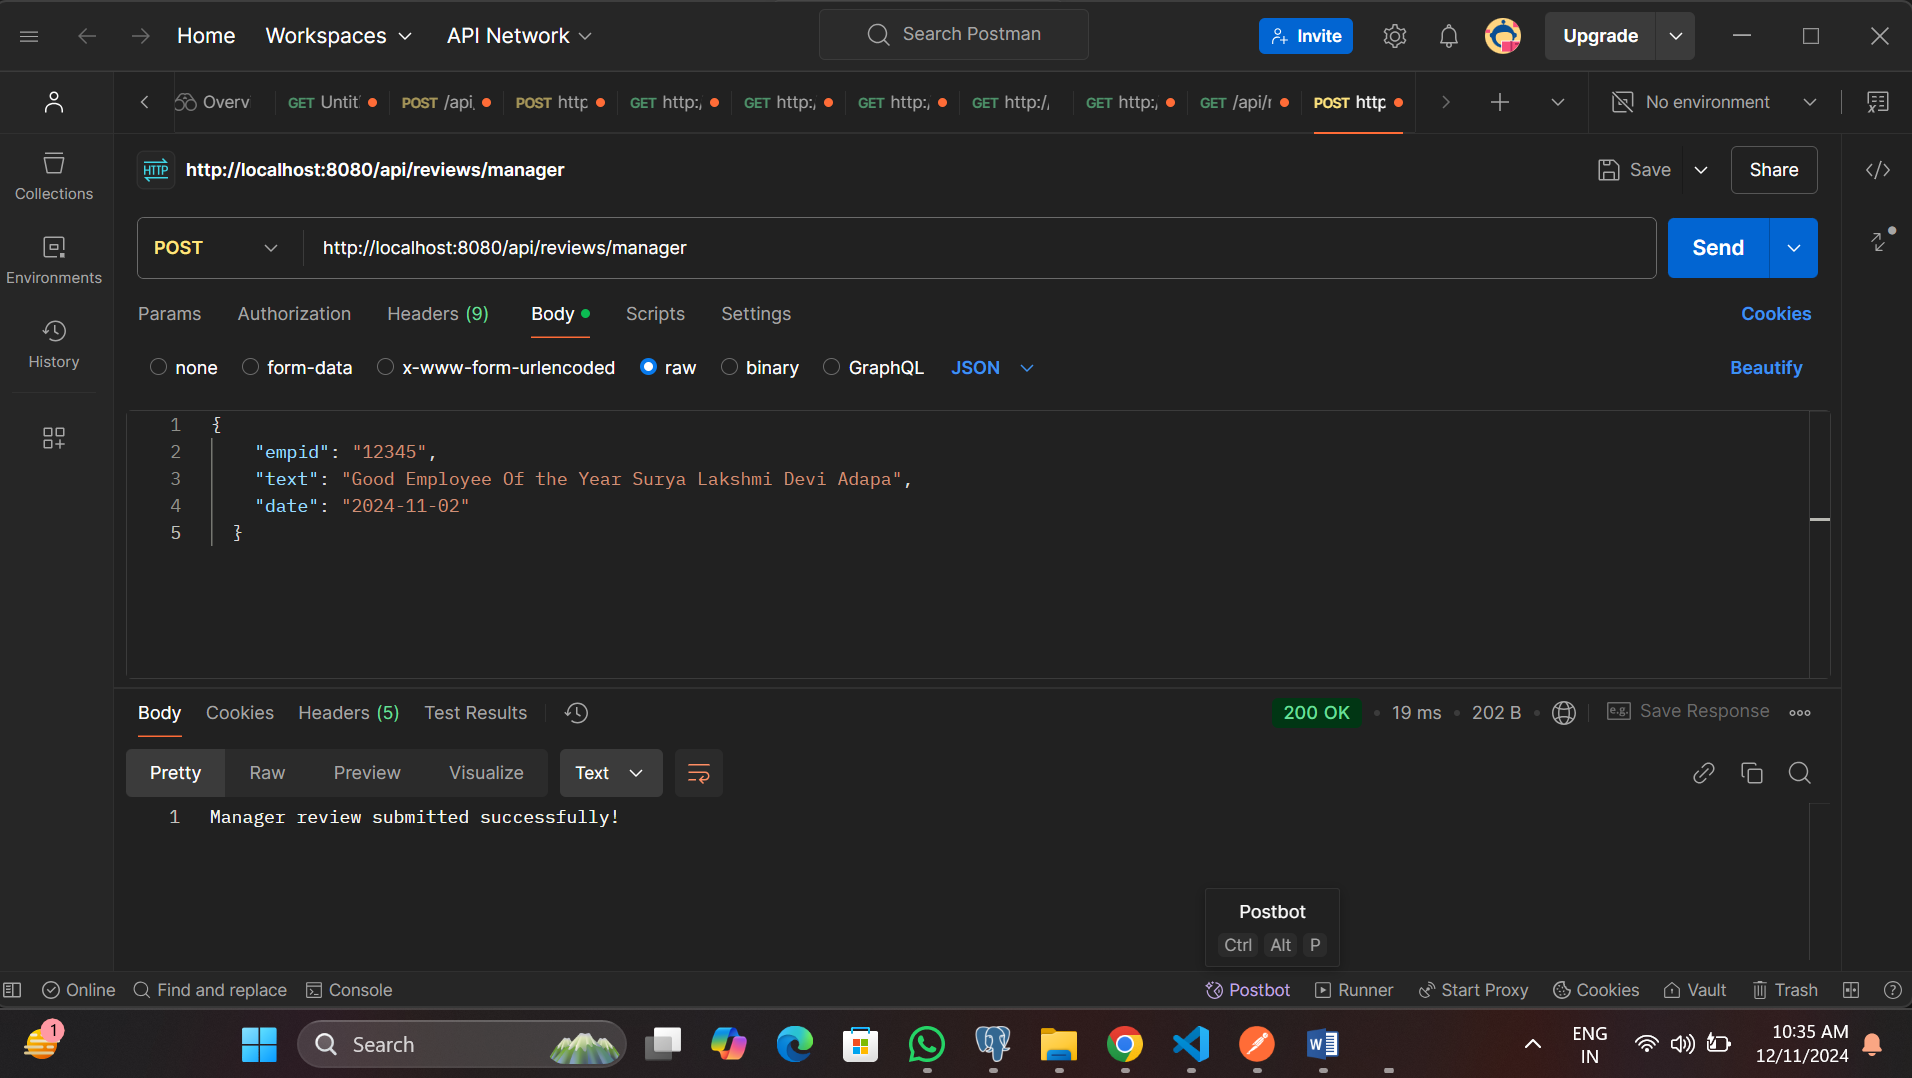 Home Workspaces API Network Search Postman Invite Upgrade
Overv GET Untit POST /api, POST http GET http:/ GET http:/ GET http:/ GET http:/ GET http:/ GET /api/r POST http No environment
HTTP http://localhost:8080/api/reviews/manager Save Share
Collections
POST http://localhost:8080/api/reviews/manager Send
Environments
Params Authorization Headers (9) Body Scripts Settings Cookies
History
none form-data x-www-form-urlencoded raw binary GraphQL JSON Beautify
1 {
2 "empid": "12345",
3 "text": "Good Employee Of the Year Surya Lakshmi Devi Adapa",
4 "date": "2024-11-02"
5 }
Body Cookies Headers (5) Test Results 200 OK • 19 ms • 202 B • e.g. Save Response
Pretty Raw Preview Visualize Text
1 Manager review submitted successfully!
Postbot
Ctrl Alt P
Online Find and replace Console Postbot Runner Start Proxy Cookies Vault Trash
1 Search W ENG 10:35 AM
IN 12/11/2024